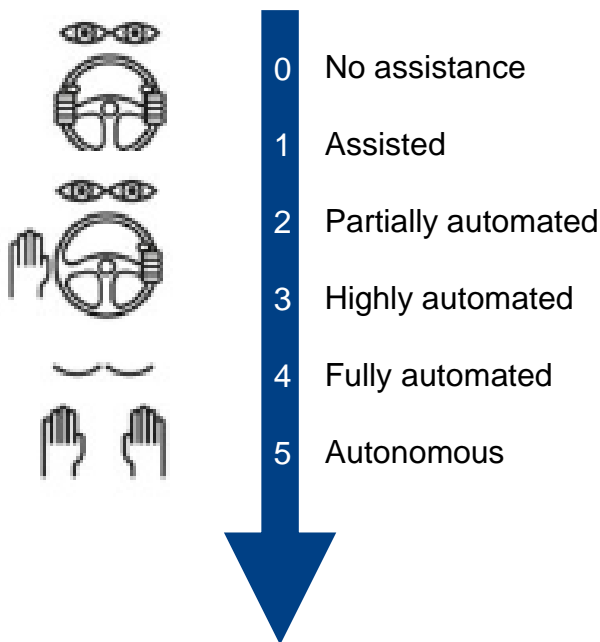 0 No assistance
1 Assisted
2 Partially automated
3 Highly automated
4 Fully automated
5 Autonomous